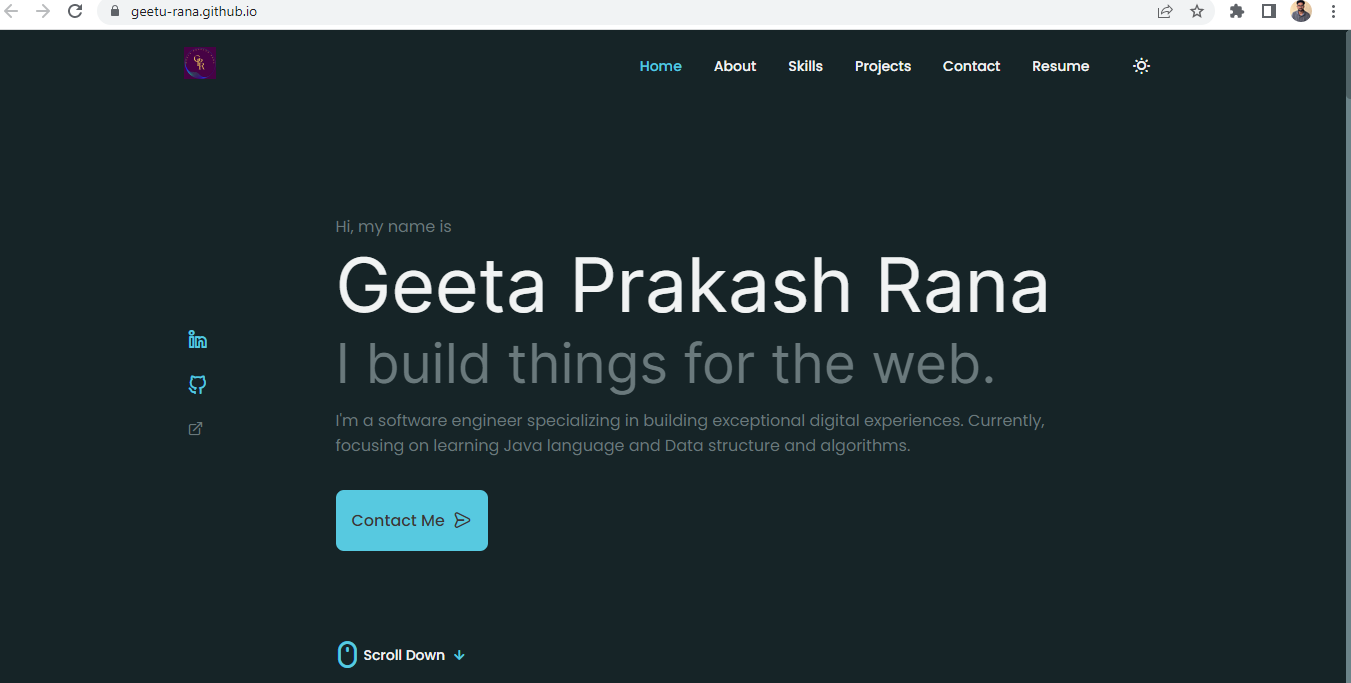 geetu-rana.github.io
Home About Skills Projects Contact Resume
Hi, my name is
Geeta Prakash Rana
I build things for the web.
I'm a software engineer specializing in building exceptional digital experiences. Currently,
focusing on learning Java language and Data structure and algorithms.
Contact Me
Scroll Down